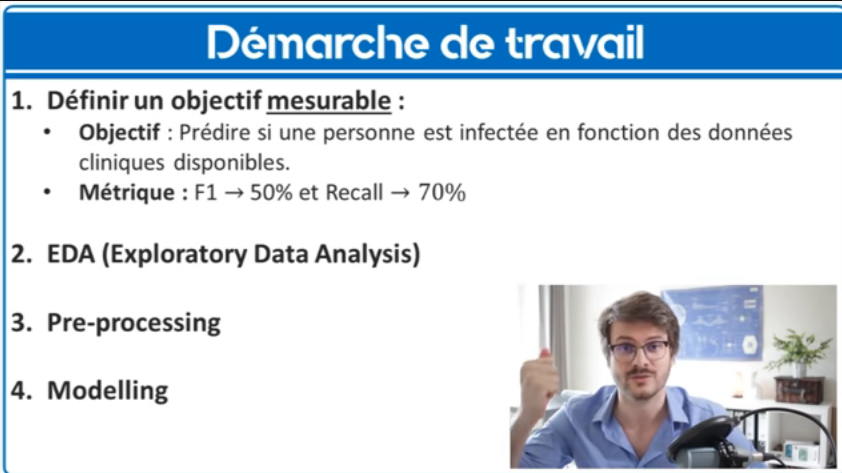 Démarche de travail
1. Définir un objectif mesurable :
• Objectif : Prédire si une personne est infectée en fonction des données
cliniques disponibles.
• Métrique : F1 → 50% et Recall → 70%
2. EDA (Exploratory Data Analysis)
3. Pre-processing
4. Modelling